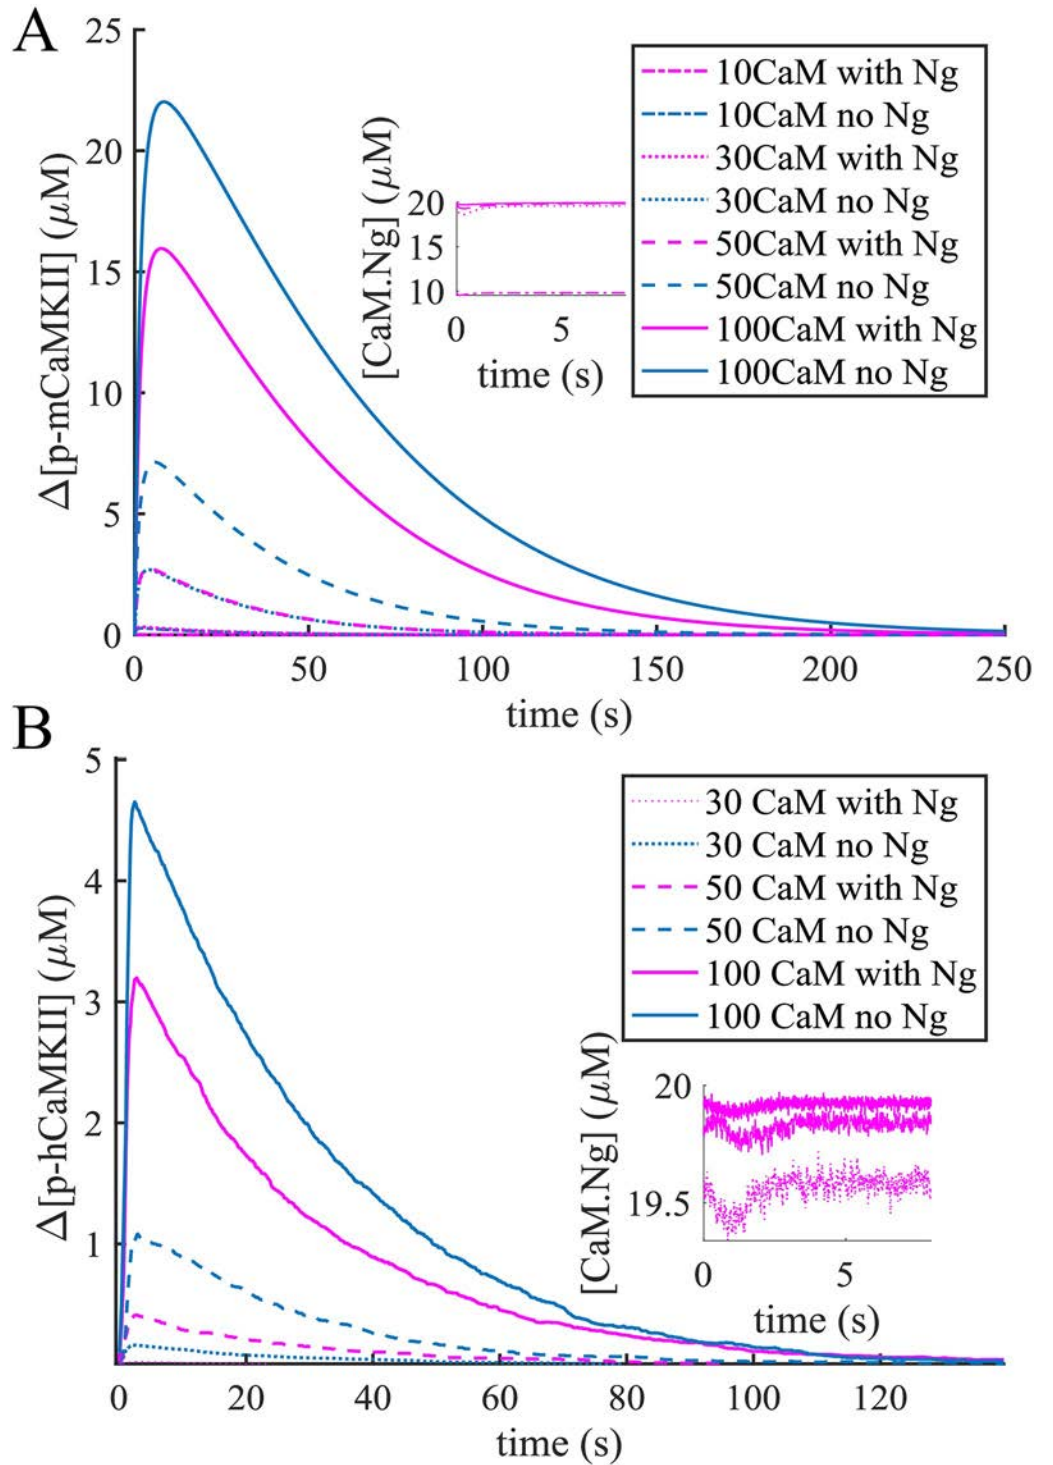 A
25
20
15
10
5
0
Δ[p-mCaMKII] (μM)
0 50 100 150 200 250
time (s)
10CaM with Ng
10CaM no Ng
30CaM with Ng
30CaM no Ng
50CaM with Ng
50CaM no Ng
100CaM with Ng
100CaM no Ng
[CaM.Ng] (μM)
20
15
10
0 5
time (s)
B
5
4
3
2
1
Δ[p-hCaMKII] (μM)
0 20 40 60 80 100 120
time (s)
30 CaM with Ng
30 CaM no Ng
50 CaM with Ng
50 CaM no Ng
100 CaM with Ng
100 CaM no Ng
[CaM.Ng] (μM)
20
19.5
0 5
time (s)